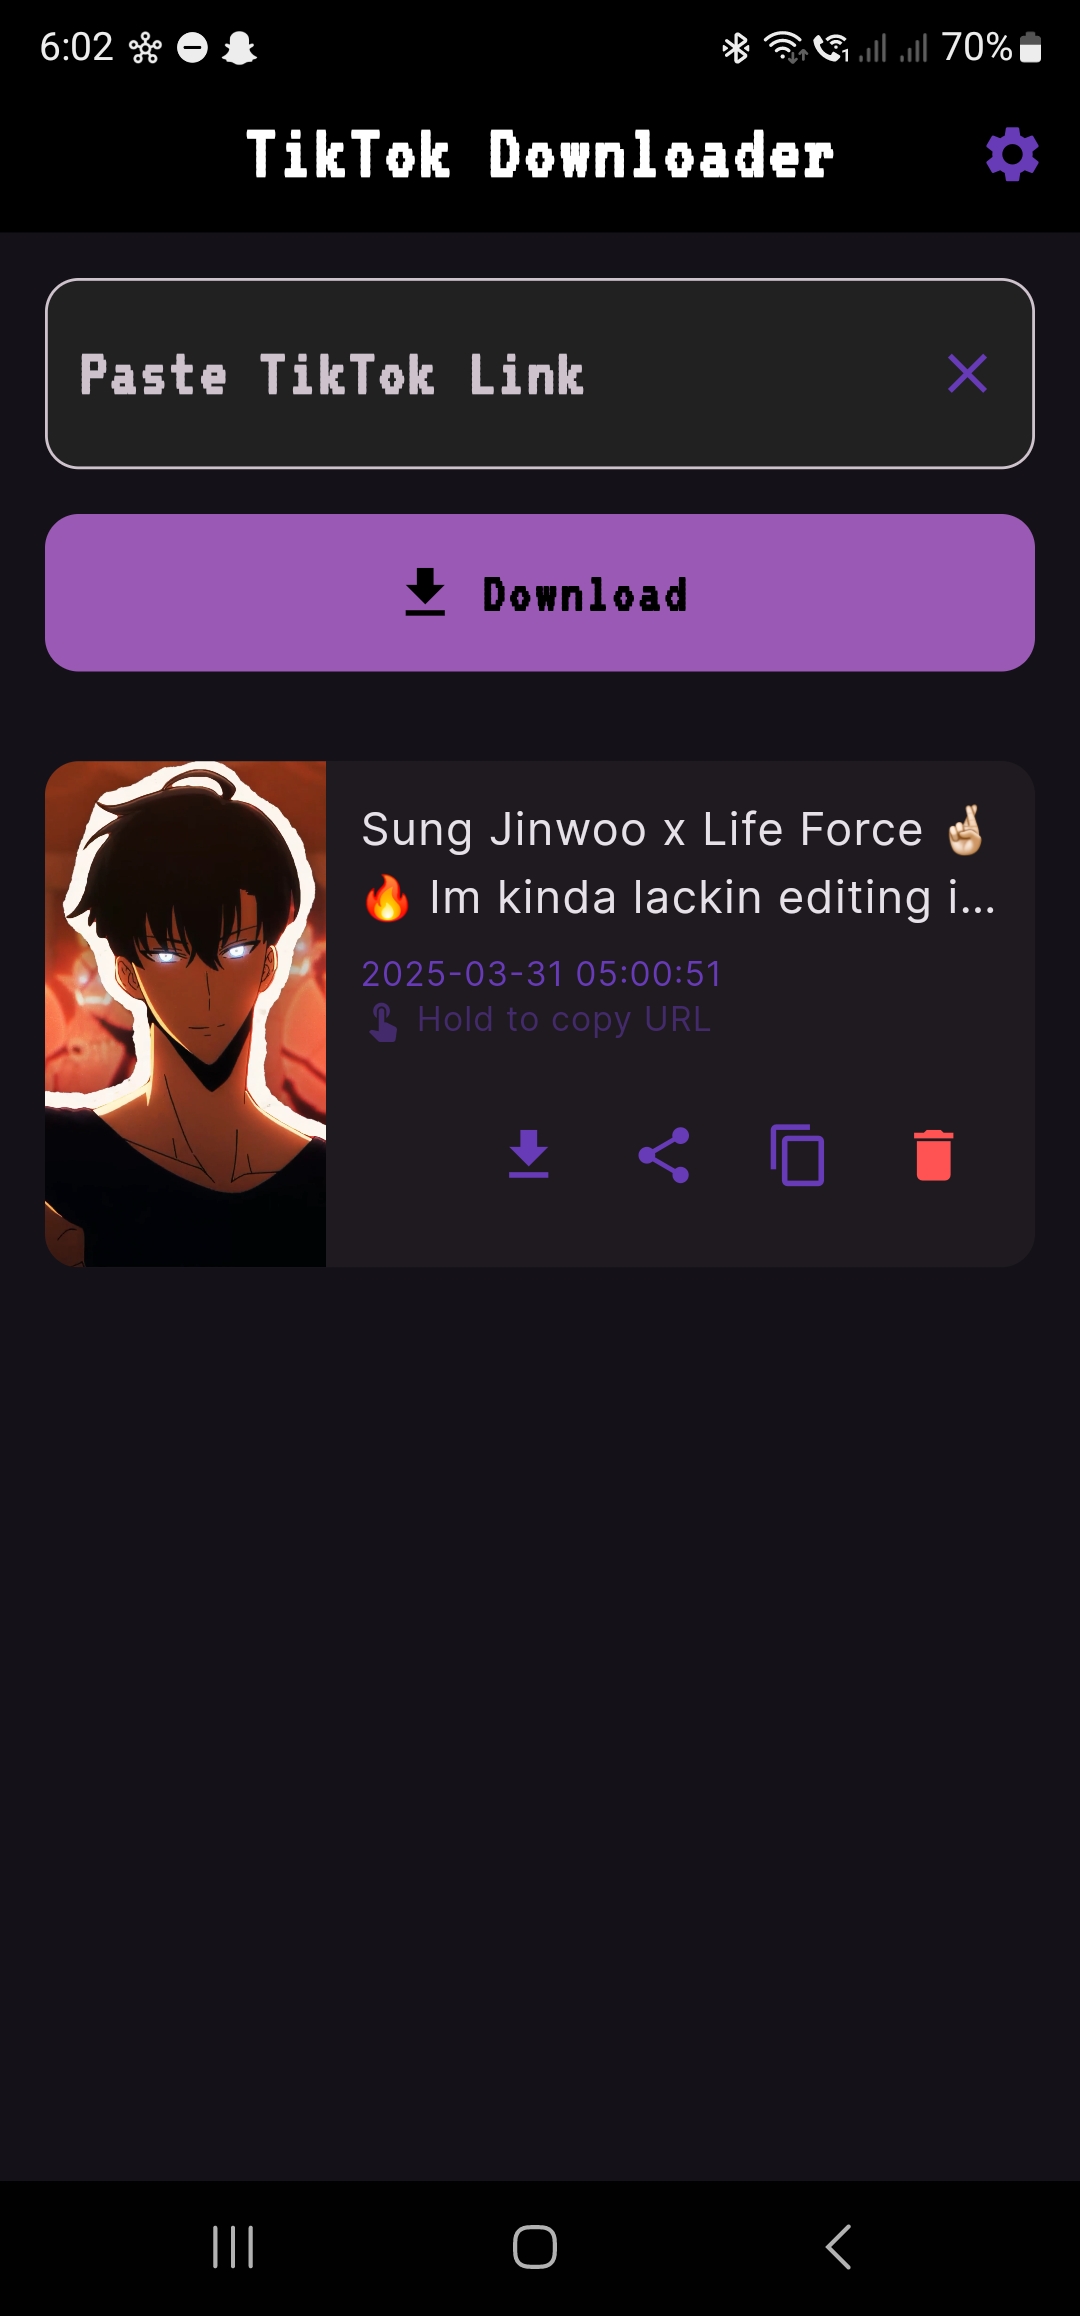 6:02
70%
TikTok Downloader
Paste TikTok Link
Download
Sung Jinwoo x Life Force 🤞🏼
🔥 Im kinda lackin editing i...
2025-03-31 05:00:51
Hold to copy URL